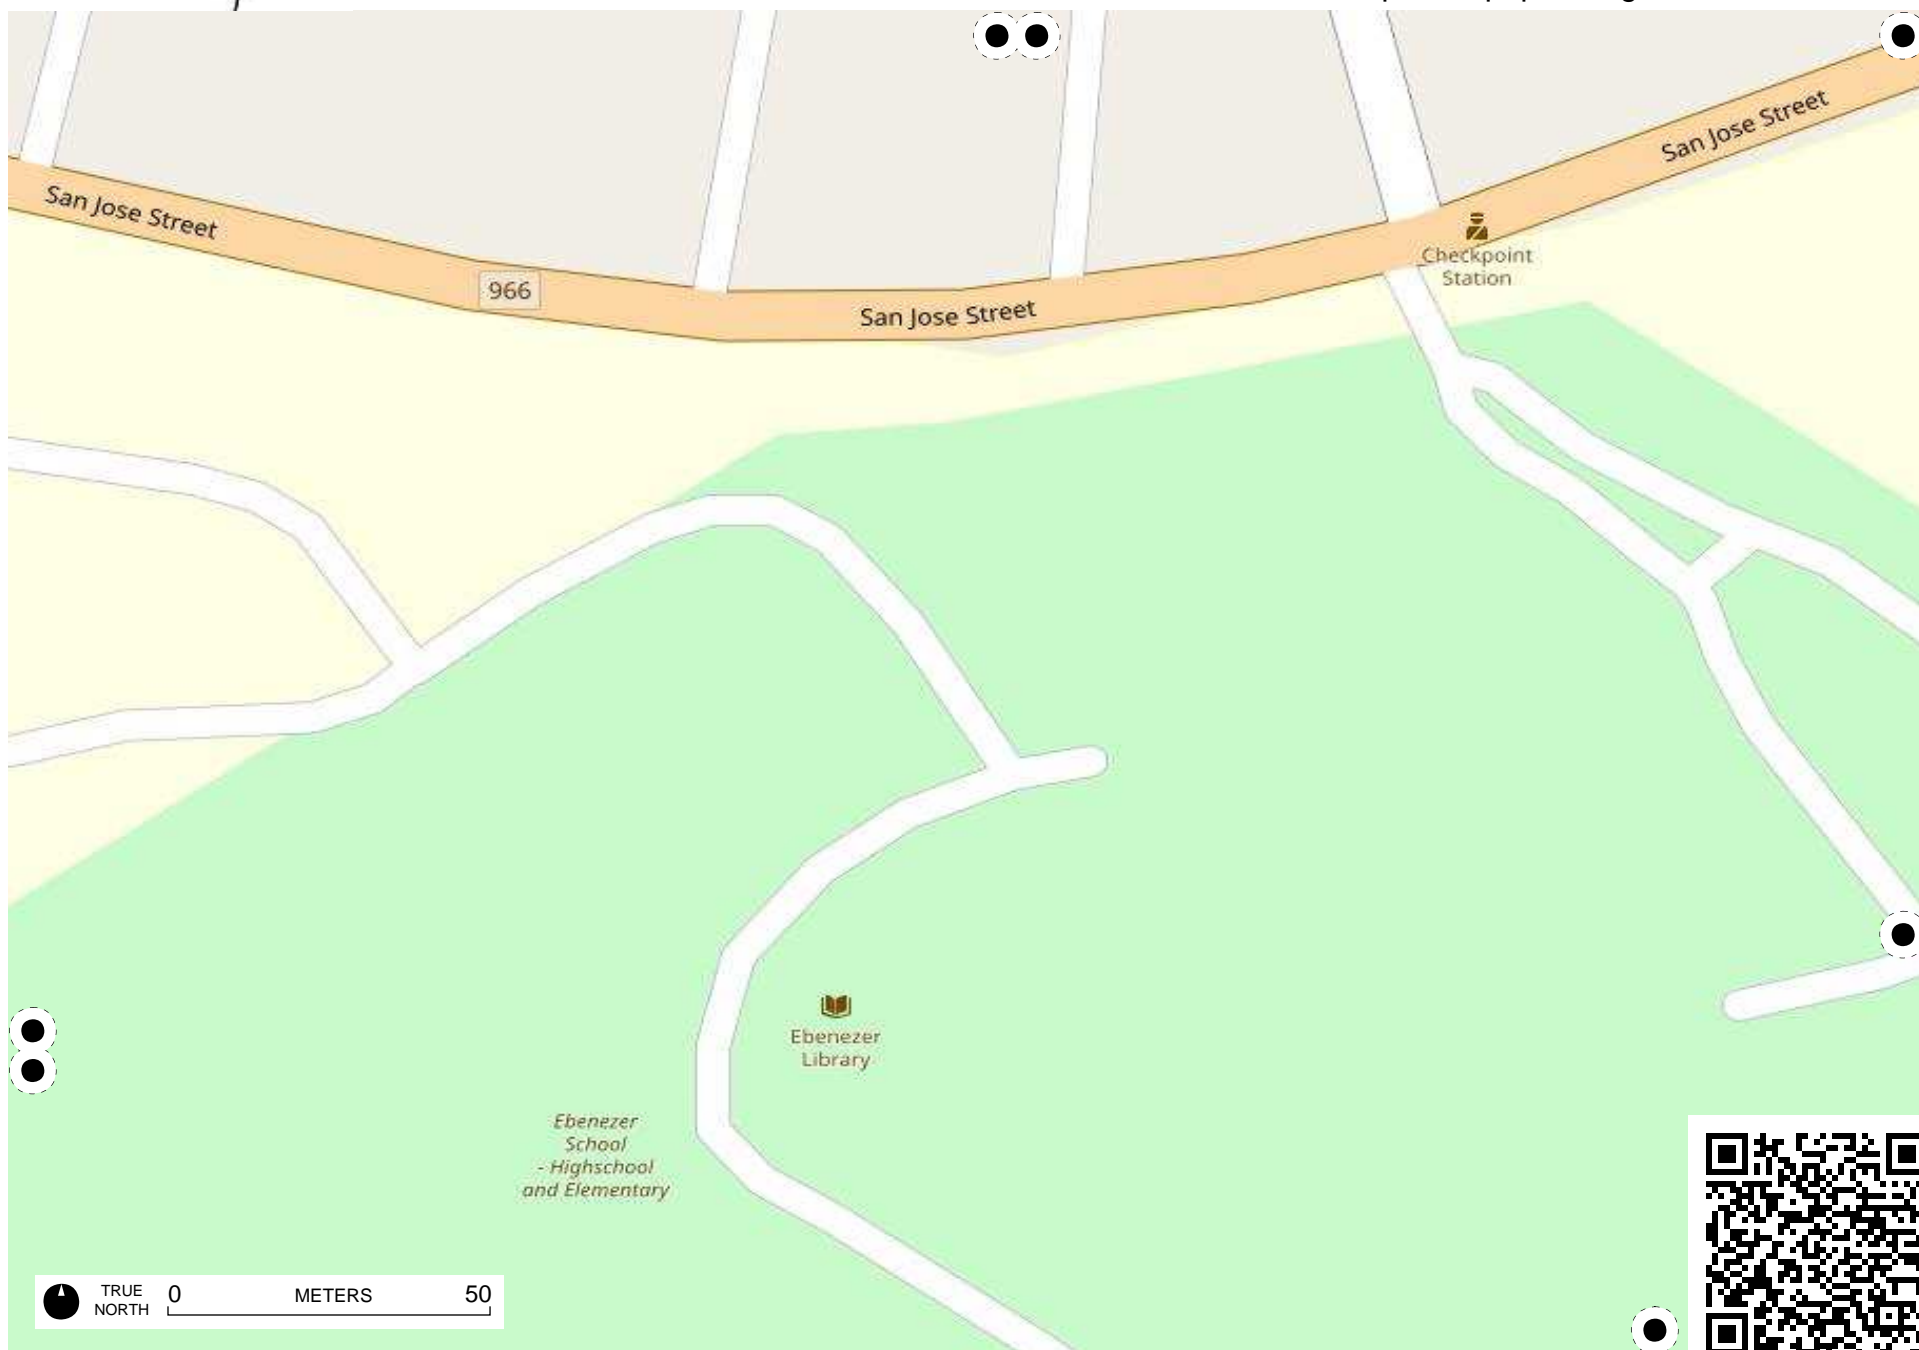 San Jose Street
San Jose Street
966
San Jose Street
Checkpoint
Station
Ebenezer
Library
Ebenezer
School
- Highschool
and Elementary
TRUE
NORTH
0 METERS 50